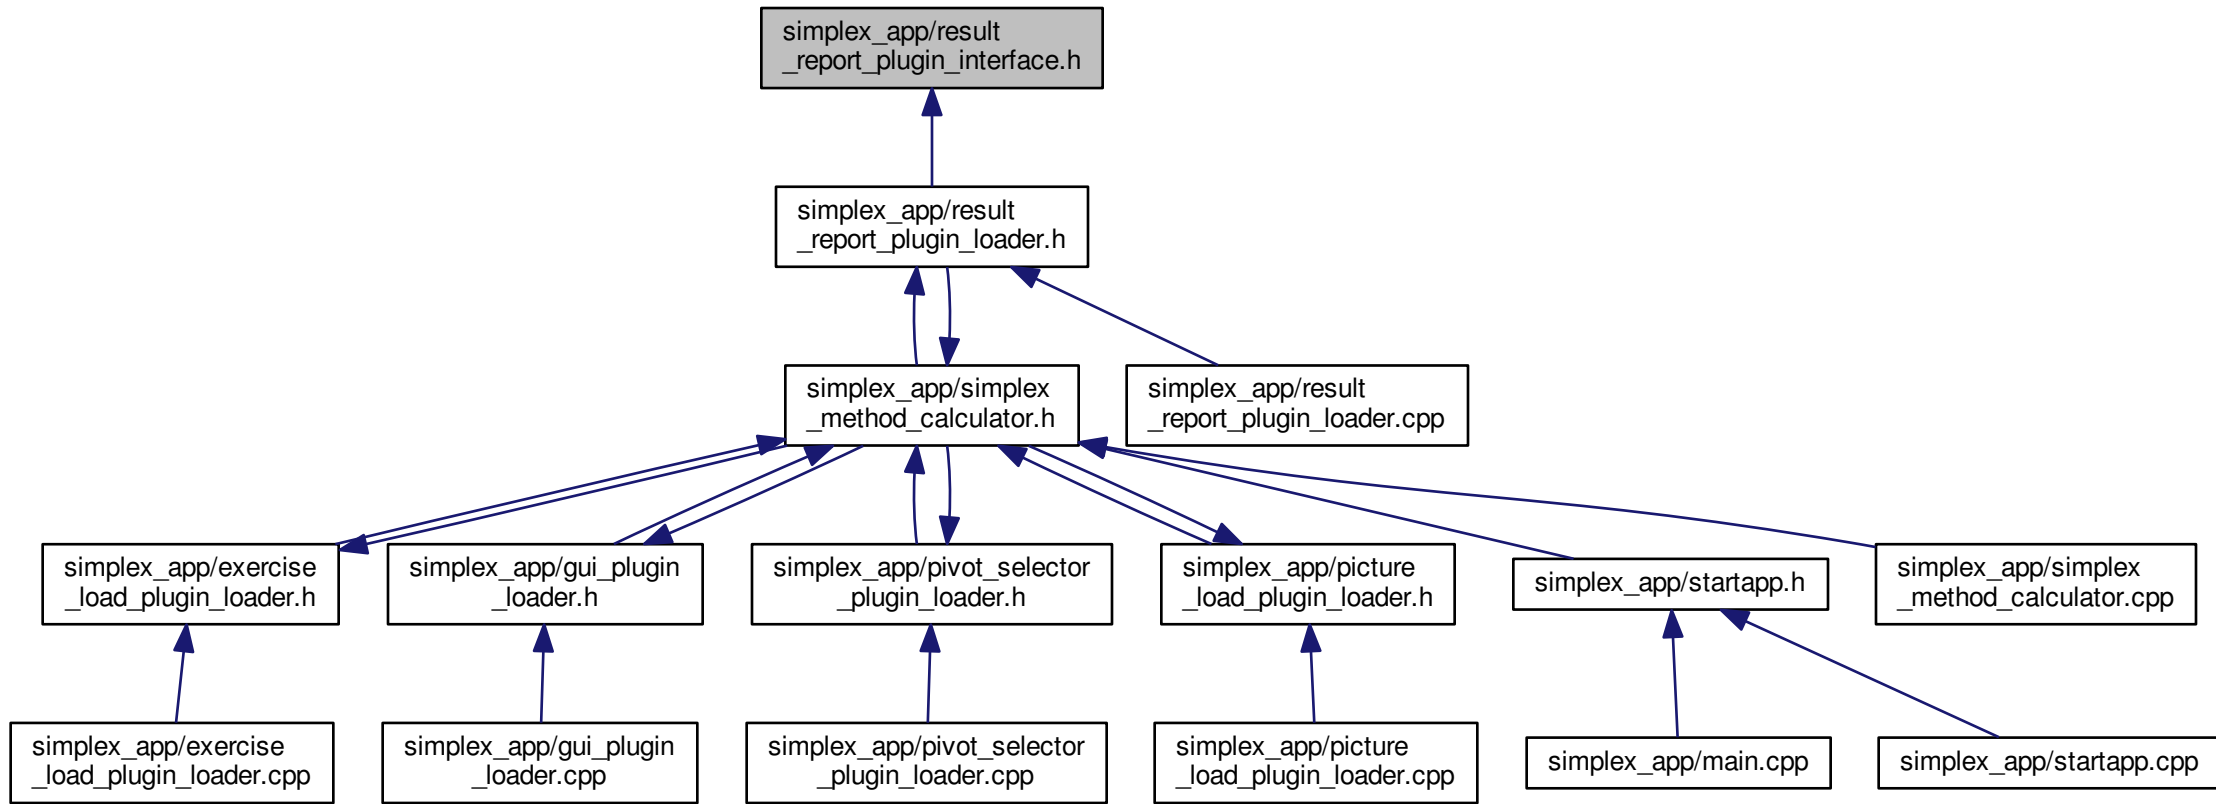 simplex_app/result
_report_plugin_interface.h
simplex_app/result
_report_plugin_loader.h
simplex_app/simplex
_method_calculator.h
simplex_app/result
_report_plugin_loader.cpp
simplex_app/exercise
_load_plugin_loader.h
simplex_app/gui_plugin
_loader.h
simplex_app/pivot_selector
_plugin_loader.h
simplex_app/picture
_load_plugin_loader.h
simplex_app/startapp.h
simplex_app/simplex
_method_calculator.cpp
simplex_app/exercise
_load_plugin_loader.cpp
simplex_app/gui_plugin
_loader.cpp
simplex_app/pivot_selector
_plugin_loader.cpp
simplex_app/picture
_load_plugin_loader.cpp
simplex_app/main.cpp
simplex_app/startapp.cpp